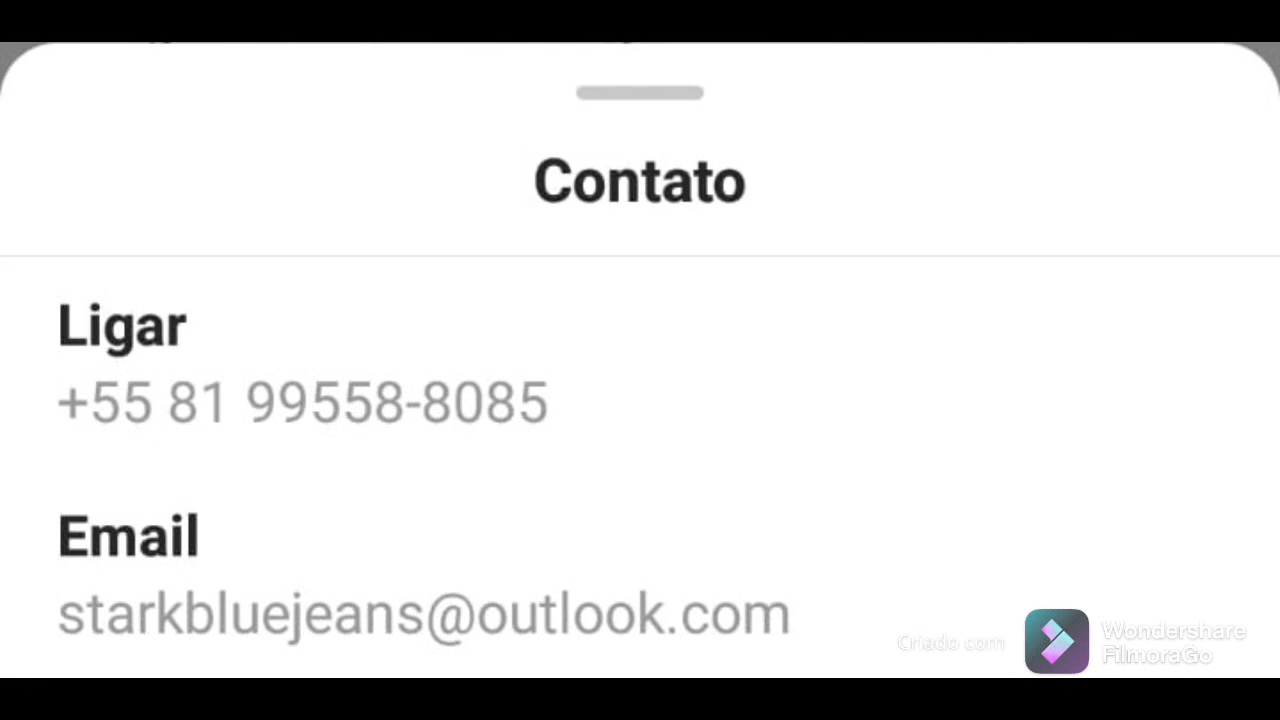 Contato
Ligar
+55 81 99558-8085
Email
starkbluejeans@outlook.com
Criado com
Wondershare
FilmoraGo